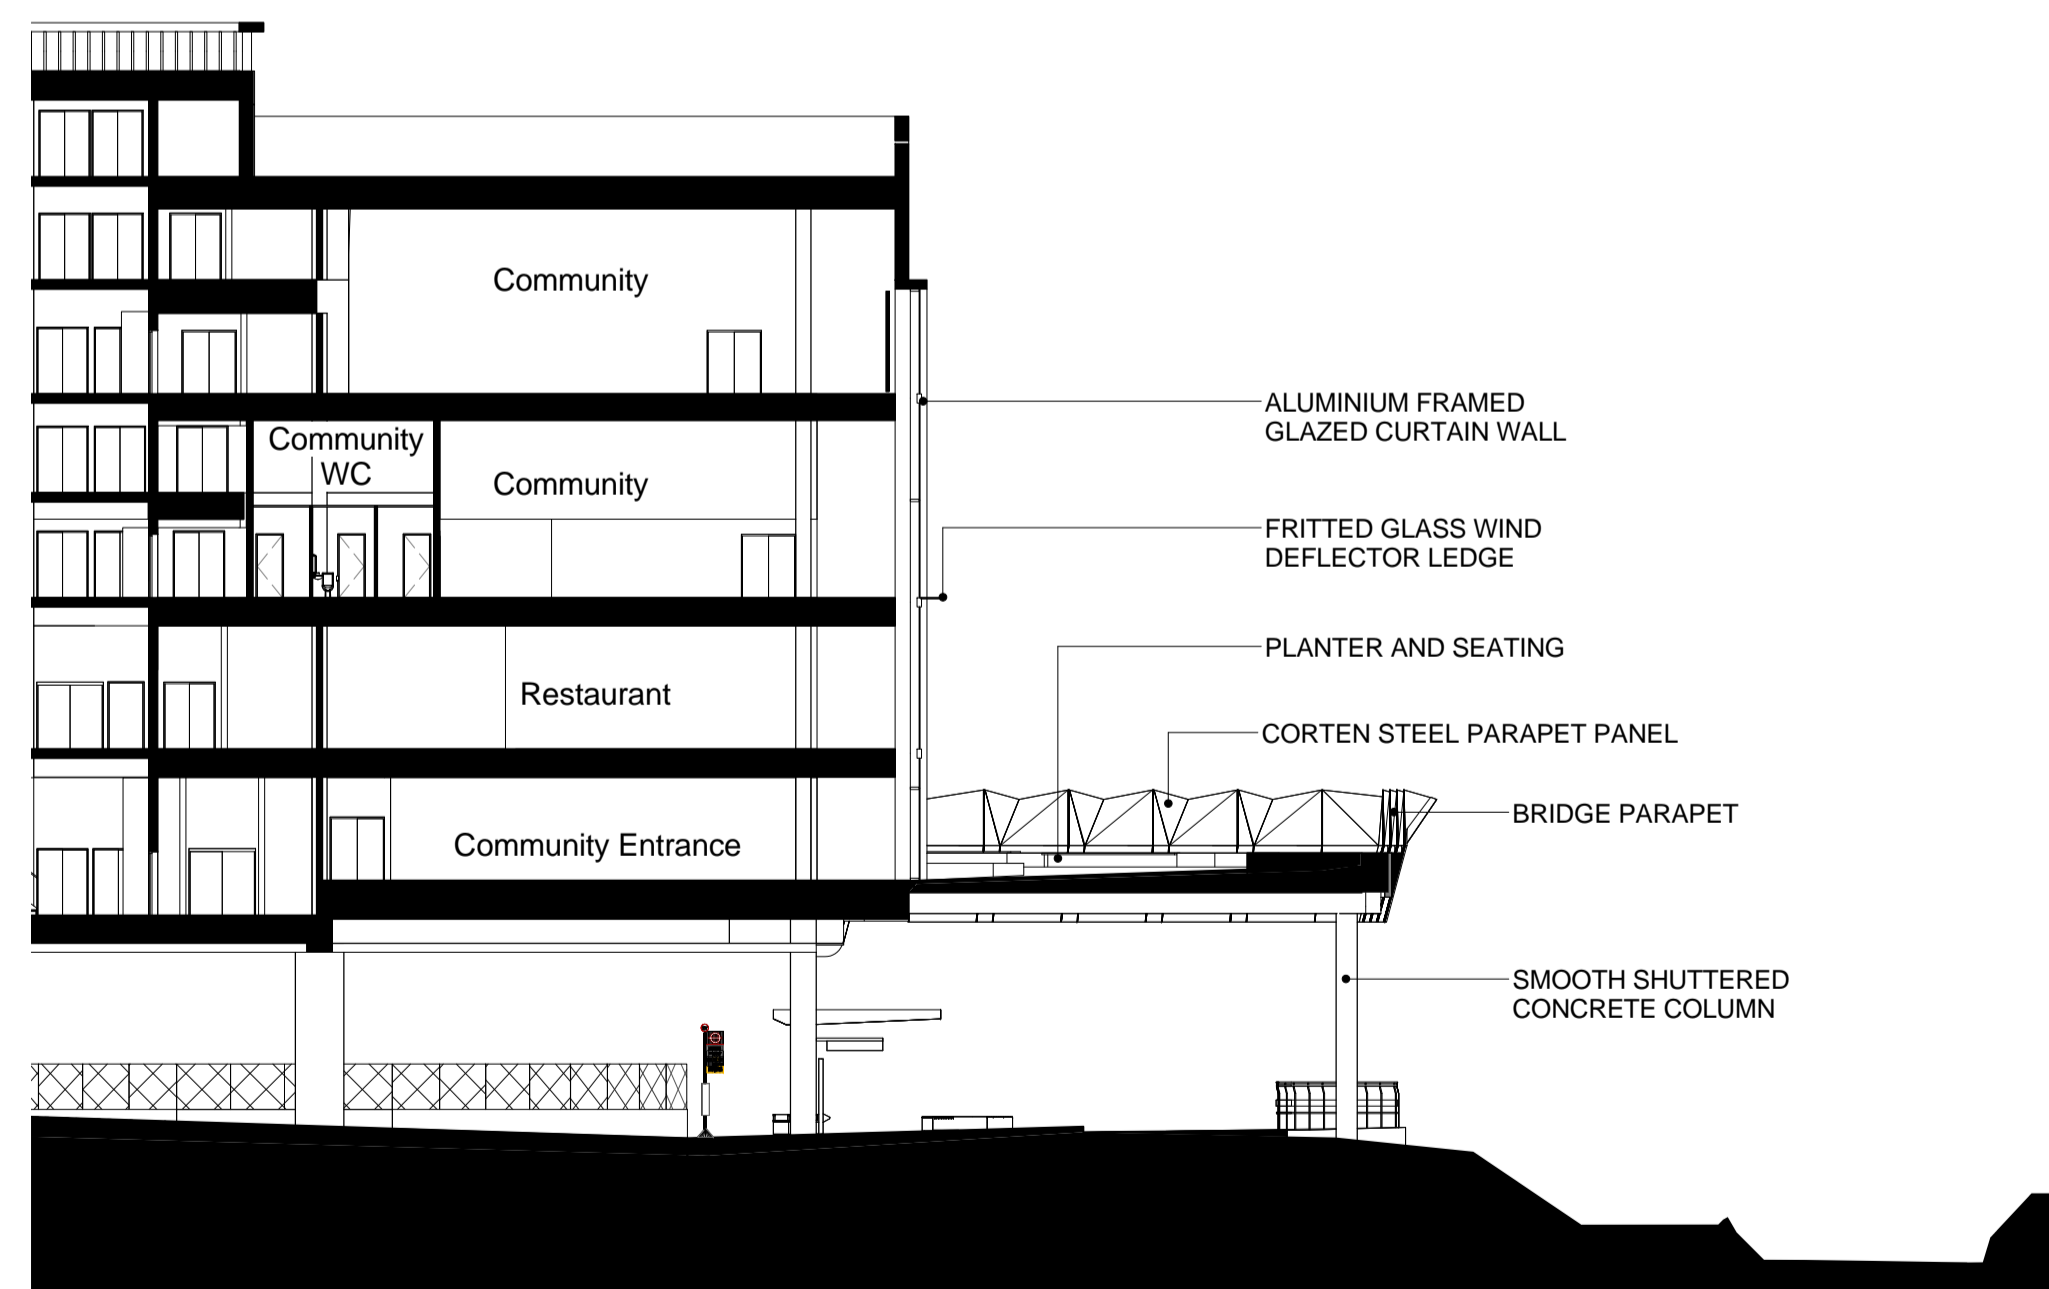 Community
ALUMINIUM FRAMED
GLAZED CURTAIN WALL
Community
WC
Community
FRITTED GLASS WIND
DEFLECTOR LEDGE
PLANTER AND SEATING
Restaurant
CORTEN STEEL PARAPET PANEL
BRIDGE PARAPET
Community Entrance
SMOOTH SHUTTERED
CONCRETE COLUMN